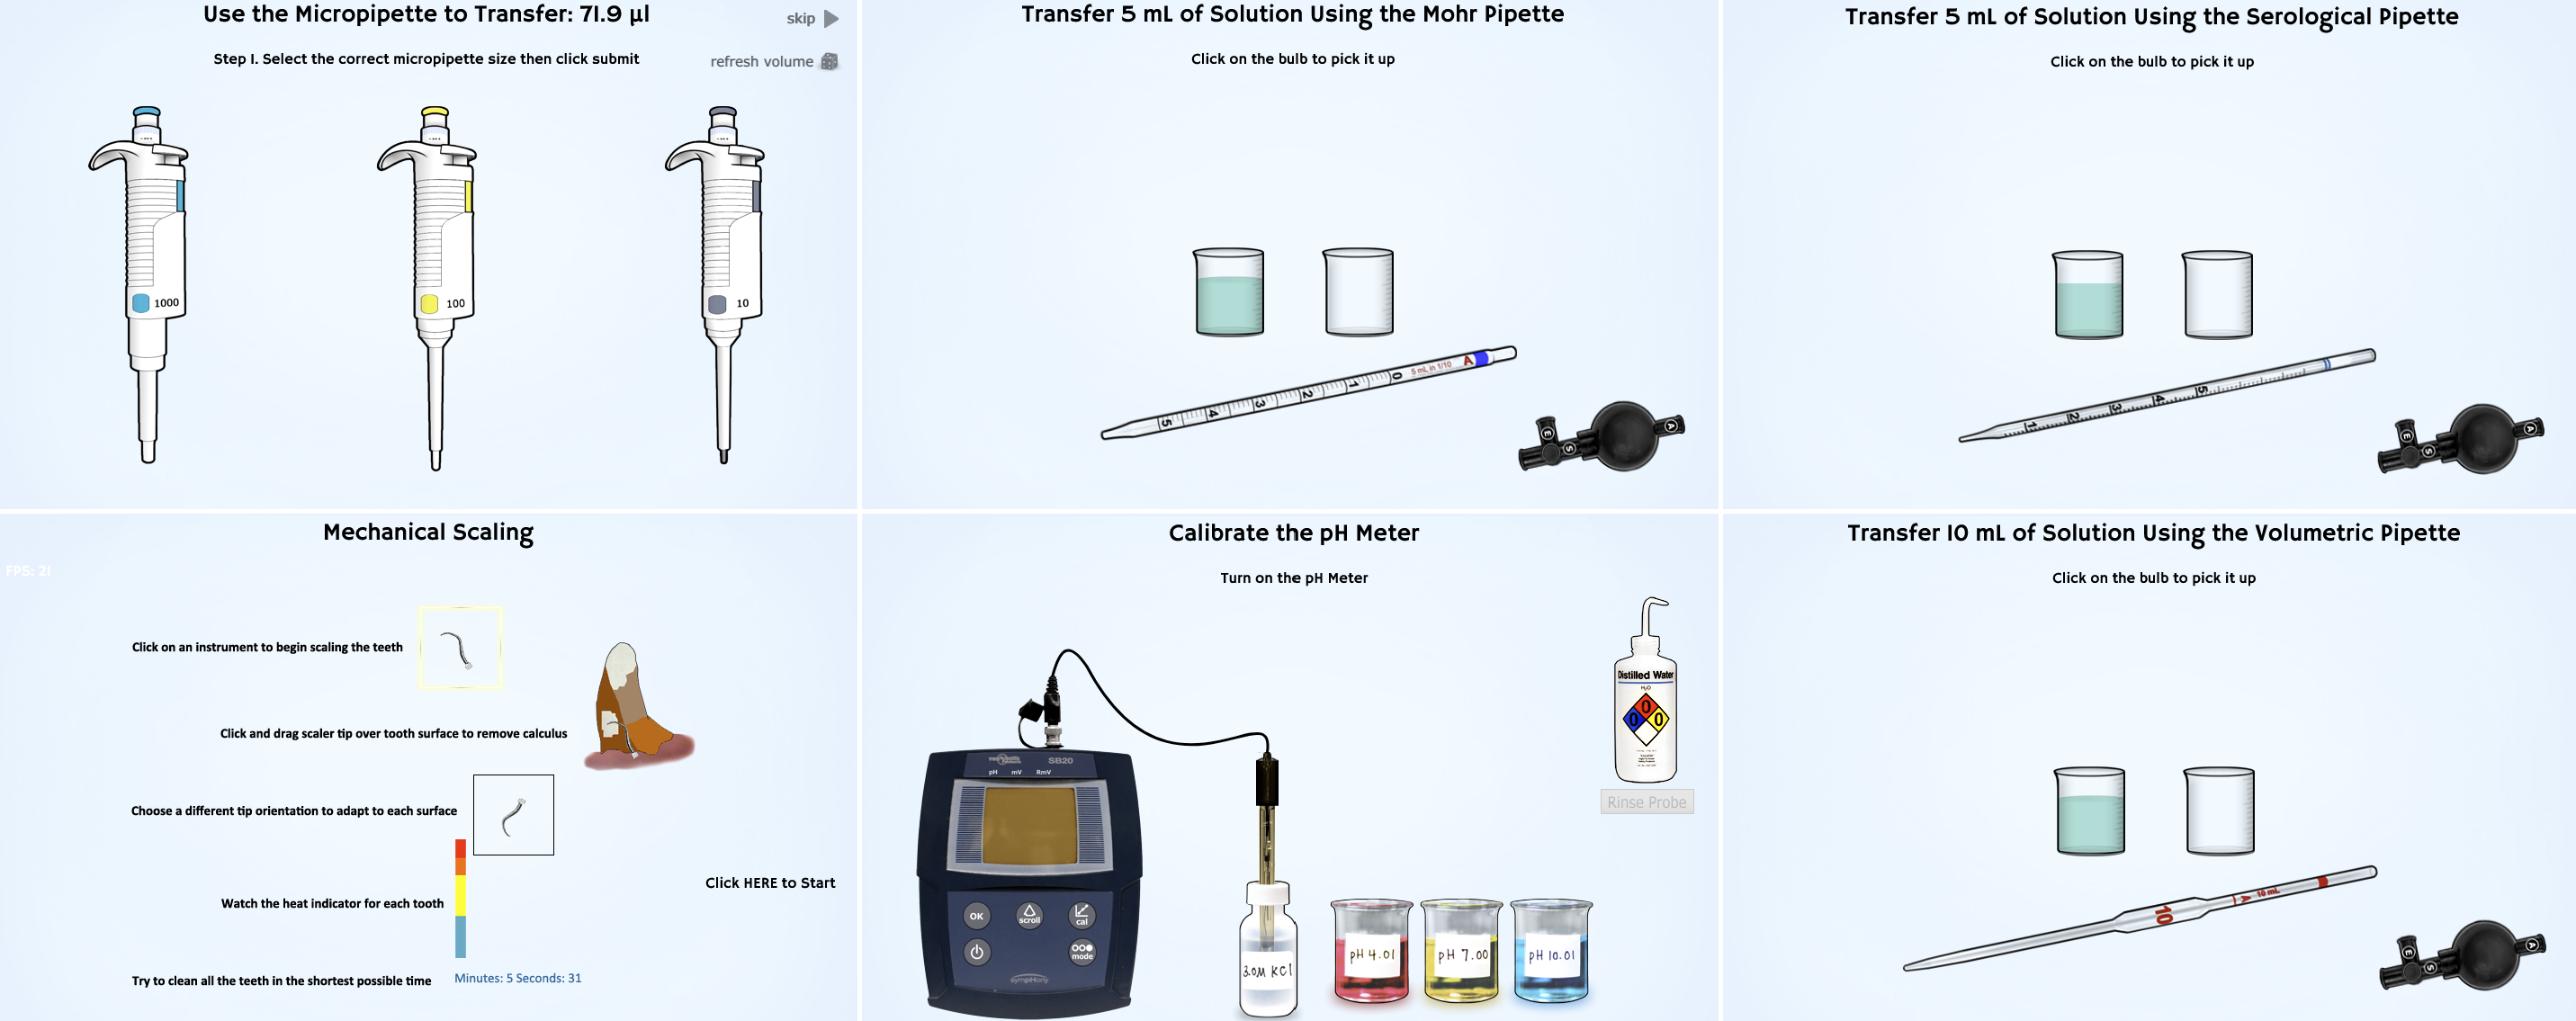 Use the Micropipette to Transfer: 71.9 µl
skip
Step 1. Select the correct micropipette size then click submit
refresh volume
1000
100
10
Transfer 5 mL of Solution Using the Mohr Pipette
Click on the bulb to pick it up
5 4 3 2 1 0 5 mL in 1/10 A
E S A
Transfer 5 mL of Solution Using the Serological Pipette
Click on the bulb to pick it up
1 2 3 4 5
E S A
Mechanical Scaling
FPS: 21
Click on an instrument to begin scaling the teeth
Click and drag scaler tip over tooth surface to remove calculus
Choose a different tip orientation to adapt to each surface
Click HERE to Start
Watch the heat indicator for each tooth
Try to clean all the teeth in the shortest possible time
Minutes: 5 Seconds: 31
Calibrate the pH Meter
Turn on the pH Meter
Distilled Water
H₂O
0
0 0
Rinse Probe
SB20
pH mV RmV
OK scroll cal
mode
symphony
3.0M KCl
pH 4.01
pH 7.00
pH 10.01
Transfer 10 mL of Solution Using the Volumetric Pipette
Click on the bulb to pick it up
10 A 10 mL
E S A